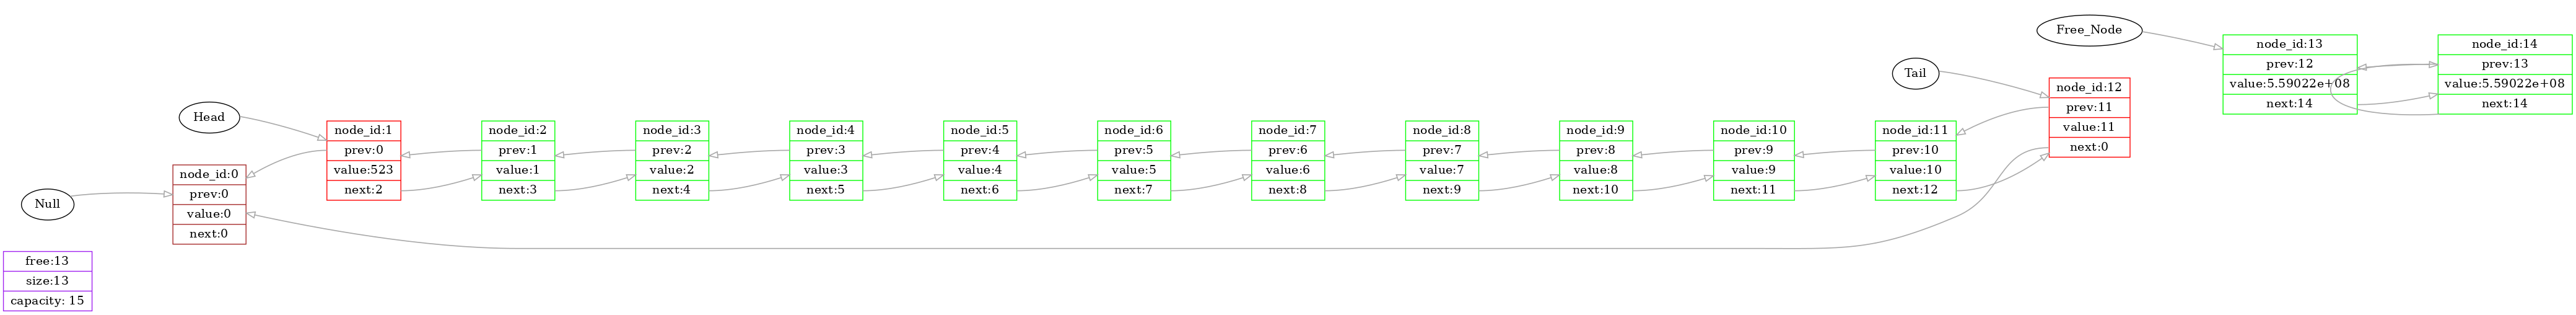 Null
node_id:0
prev:0
value:0
next:0
free:13
size:13
capacity: 15
Head
node_id:1
prev:0
value:523
next:2
node_id:2
prev:1
value:1
next:3
node_id:3
prev:2
value:2
next:4
node_id:4
prev:3
value:3
next:5
node_id:5
prev:4
value:4
next:6
node_id:6
prev:5
value:5
next:7
node_id:7
prev:6
value:6
next:8
node_id:8
prev:7
value:7
next:9
node_id:9
prev:8
value:8
next:10
node_id:10
prev:9
value:9
next:11
node_id:11
prev:10
value:10
next:12
Tail
node_id:12
prev:11
value:11
next:0
Free_Node
node_id:13
prev:12
value:5.59022e+08
next:14
node_id:14
prev:13
value:5.59022e+08
next:14